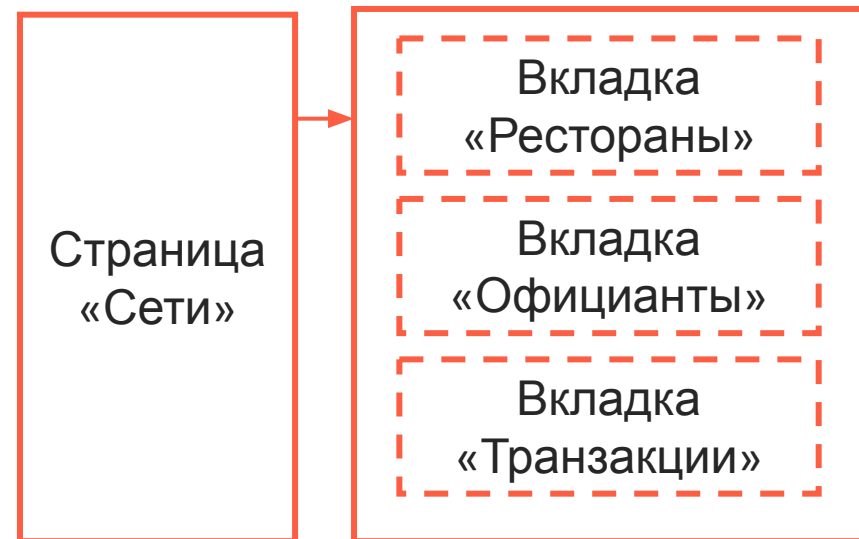 Страница
«Сети»
Вкладка
«Рестораны»
Вкладка
«Официанты»
Вкладка
«Транзакции»